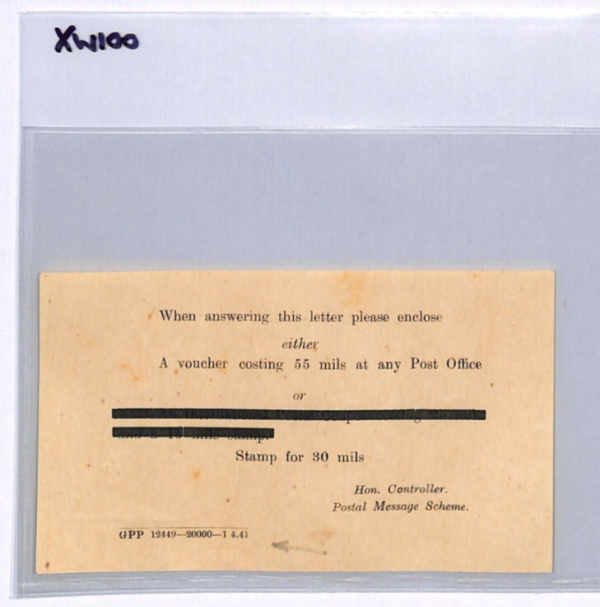 XW100
When answering this letter please enclose
either
A voucher costing 55 mils at any Post Office
or
stamp.
Stamp for 30 mils
Hon. Controller.
Postal Message Scheme.
GPP 12449—20000—1 4.41